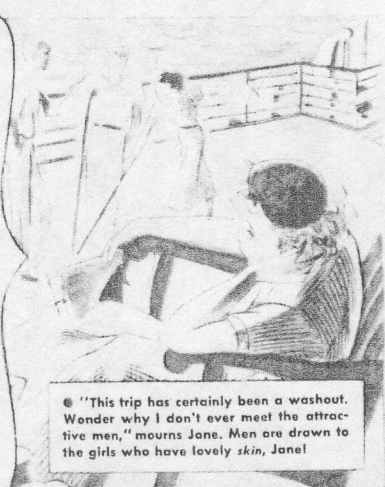 ● "This trip has certainly been a washout.
Wonder why I don't ever meet the attrac-
tive men," mourns Jane. Men are drawn to
the girls who have lovely skin, Jane!